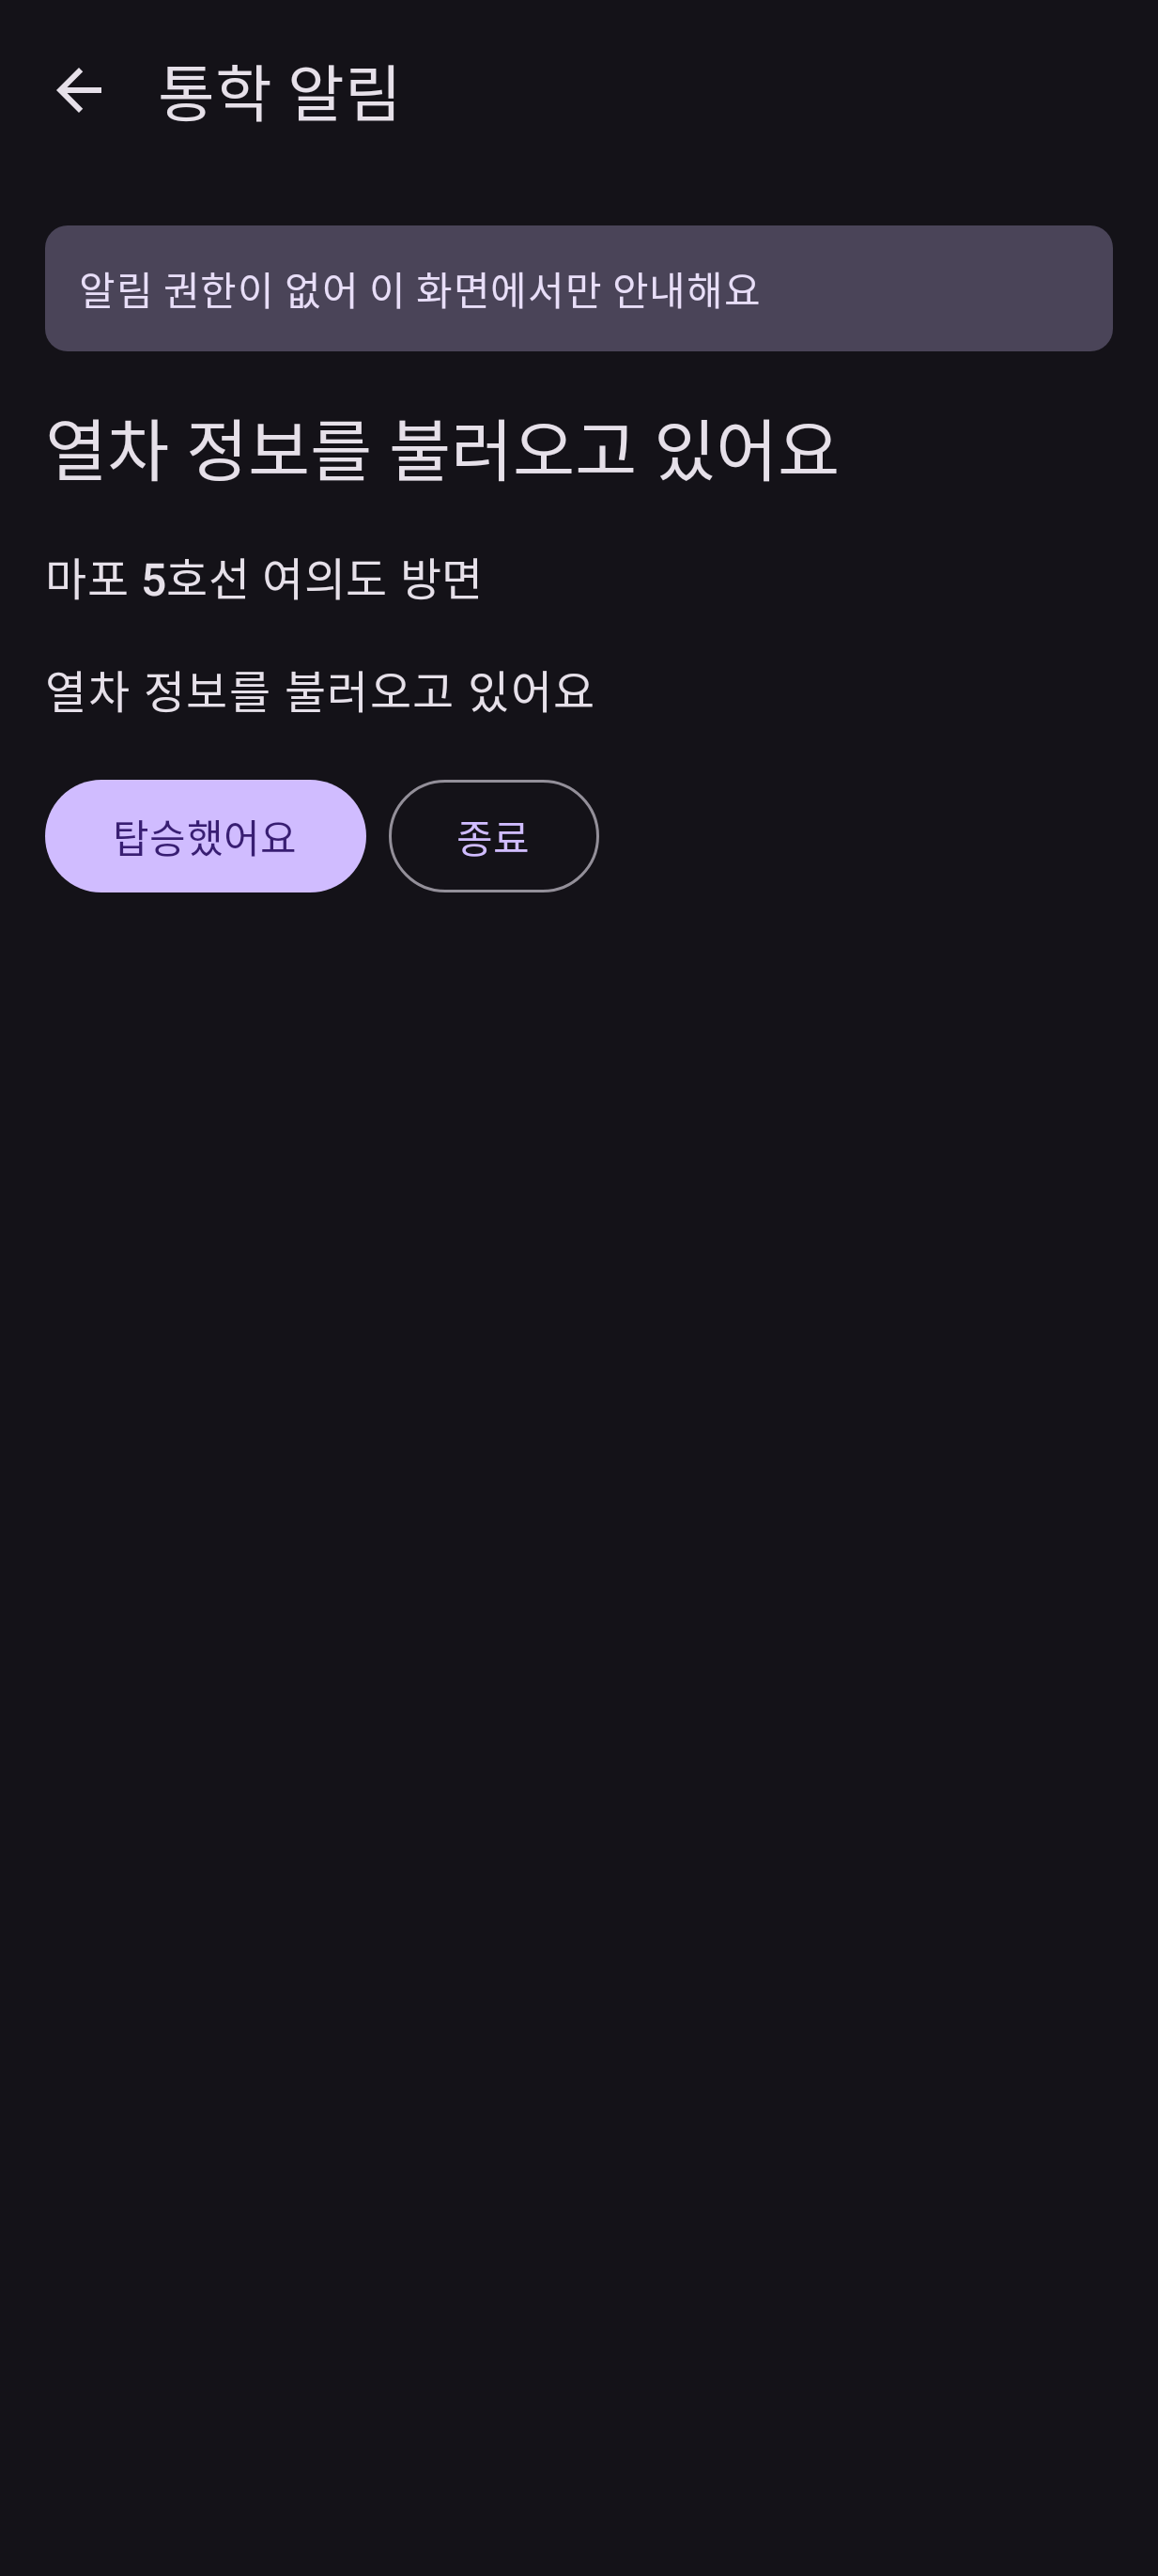 통학 알림
알림 권한이 없어 이 화면에서만 안내해요
열차 정보를 불러오고 있어요
마포 5호선 여의도 방면
열차 정보를 불러오고 있어요
탑승했어요
종료